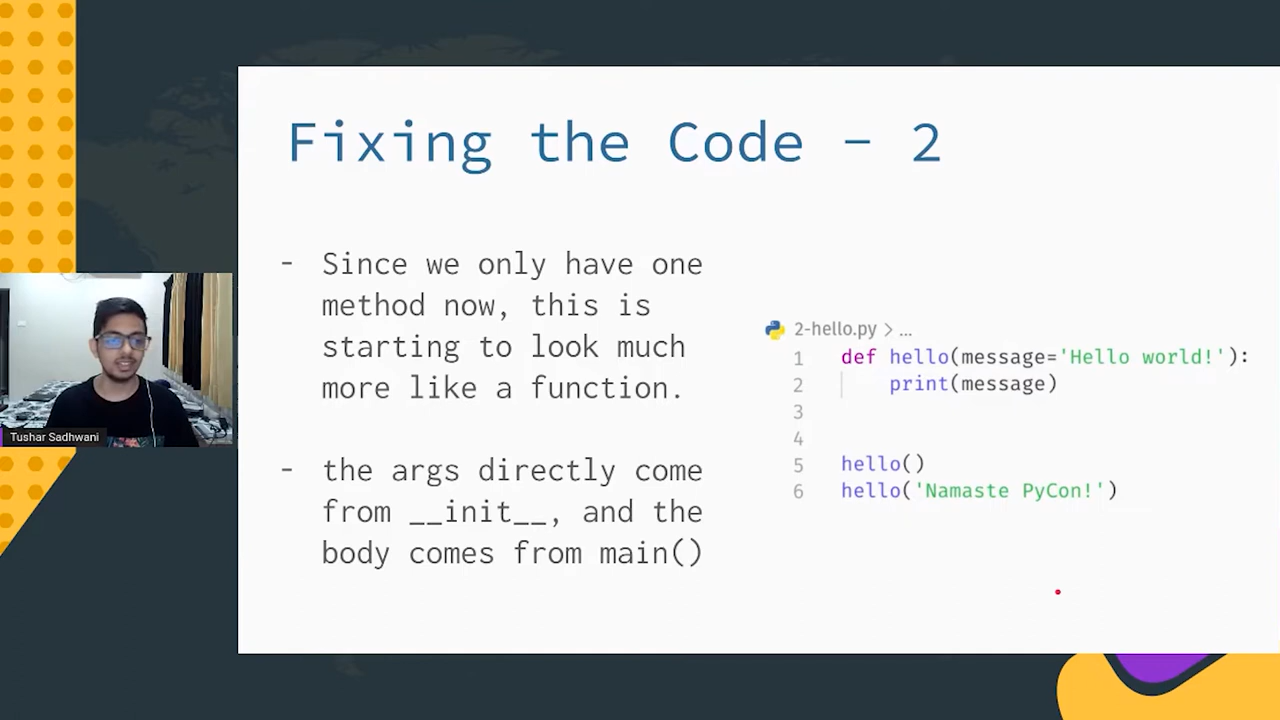 Fixing the Code - 2
- Since we only have one
method now, this is
starting to look much
more like a function.
- the args directly come
from __init__, and the
body comes from main()
2-hello.py > ...
1 def hello(message='Hello world!'):
2 print(message)
3
4
5 hello()
6 hello('Namaste PyCon!')
Tushar Sadhwani